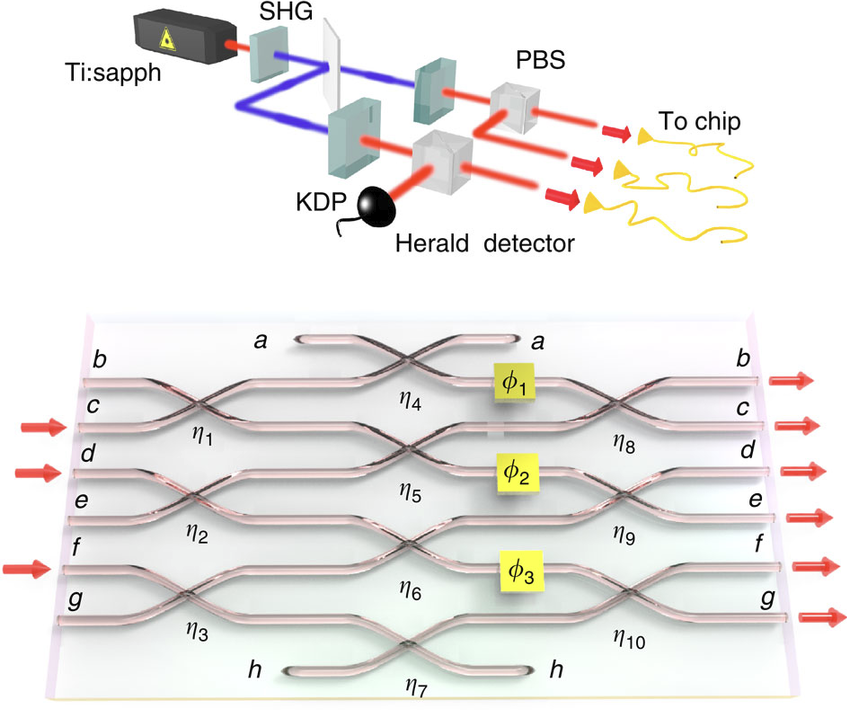 SHG
Ti:sapph
PBS
To chip
KDP
Herald detector
a a
b b
ϕ1
c η4 c
η1 η8
d d
ϕ2
e η5 e
η2 η9
f f
ϕ3
g η6 g
η3 η10
h h
η7